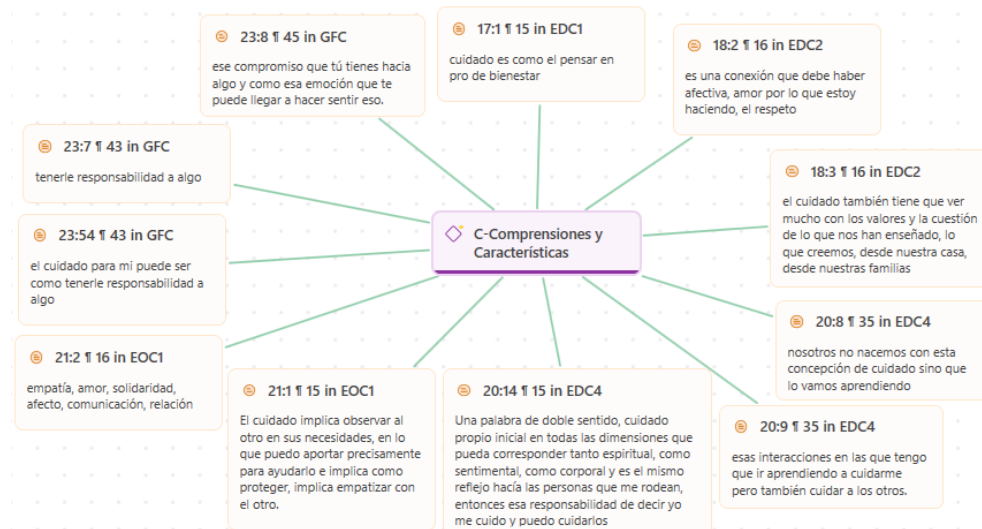 23:8 ¶ 45 in GFC
ese compromiso que tú tienes hacia
algo y como esa emoción que te
puede llegar a hacer sentir eso.
17:1 ¶ 15 in EDC1
cuidado es como el pensar en
pro de bienestar
18:2 ¶ 16 in EDC2
es una conexión que debe haber
afectiva, amor por lo que estoy
haciendo, el respeto
23:7 ¶ 43 in GFC
tenerle responsabilidad a algo
18:3 ¶ 16 in EDC2
el cuidado también tiene que ver
mucho con los valores y la cuestión
de lo que nos han enseñado, lo
que creemos, desde nuestra casa,
desde nuestras familias
C-Comprensiones y
Características
23:54 ¶ 43 in GFC
el cuidado para mi puede ser
como tenerle responsabilidad a
algo
20:8 ¶ 35 in EDC4
nosotros no nacemos con esta
concepción de cuidado sino que
lo vamos aprendiendo
21:2 ¶ 16 in EOC1
empatía, amor, solidaridad,
afecto, comunicación, relación
21:1 ¶ 15 in EOC1
El cuidado implica observar al
otro en sus necesidades, en lo
que puedo aportar precisamente
para ayudarlo e implica como
proteger, implica empatizar con
el otro.
20:14 ¶ 15 in EDC4
Una palabra de doble sentido, cuidado
propio inicial en todas las dimensiones que
pueda corresponder tanto espiritual, como
sentimental, como corporal y es el mismo
reflejo hacía las personas que me rodean,
entonces esa responsabilidad de decir yo
me cuido y puedo cuidarlos
20:9 ¶ 35 in EDC4
esas interacciones en las que tengo
que ir aprendiendo a cuidarme
pero también cuidar a los otros.